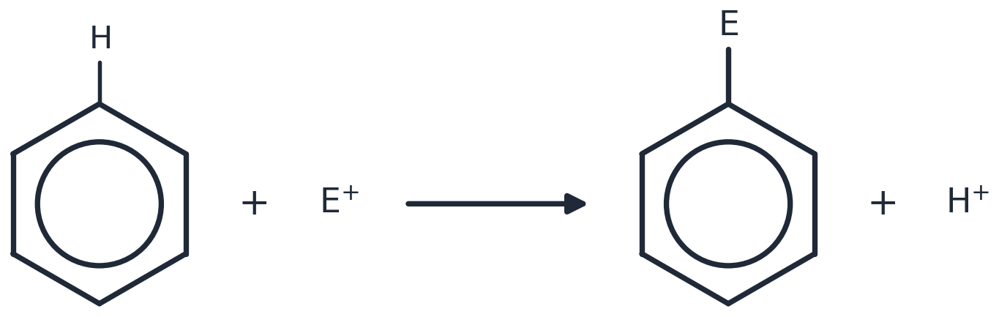 H
E
+ E⁺ + H⁺